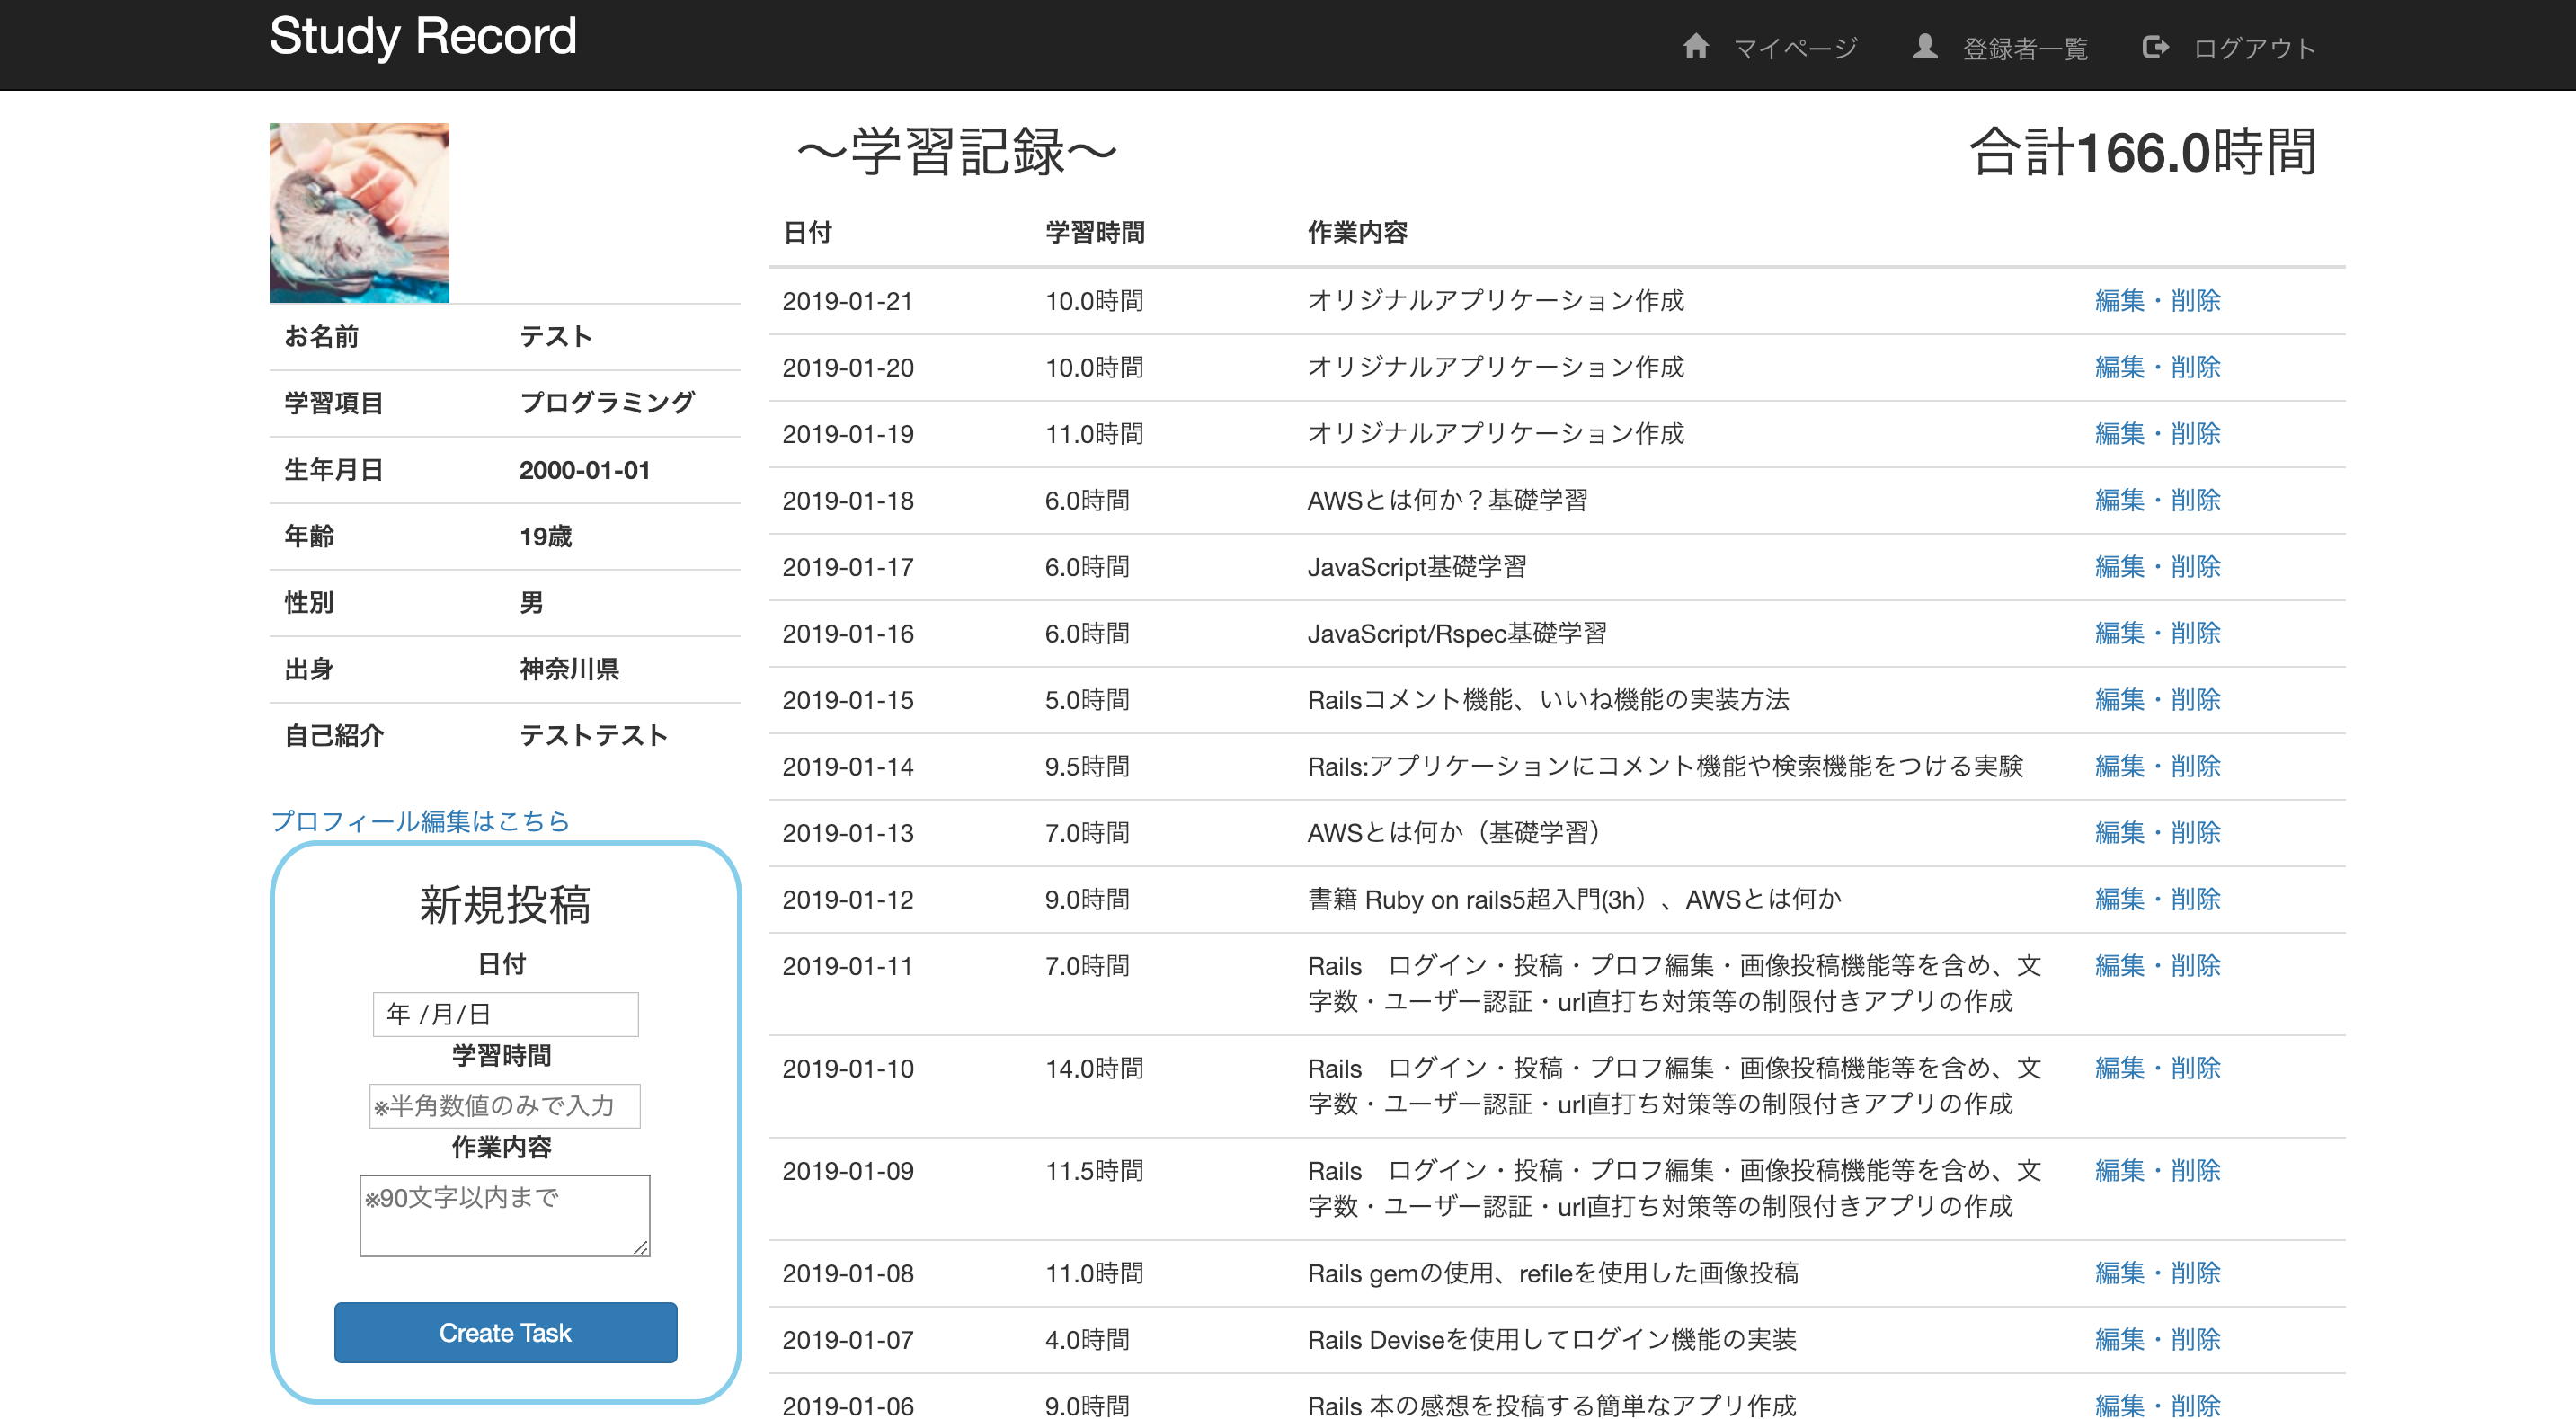 Study Record
マイページ 登録者一覧 ログアウト
お名前 テスト
学習項目 プログラミング
生年月日 2000-01-01
年齢 19歳
性別 男
出身 神奈川県
自己紹介 テストテスト
プロフィール編集はこちら
新規投稿
日付
年 /月/日
学習時間
※半角数値のみで入力
作業内容
※90文字以内まで
Create Task
〜学習記録〜 合計166.0時間
日付 学習時間 作業内容
2019-01-21 10.0時間 オリジナルアプリケーション作成 編集・削除
2019-01-20 10.0時間 オリジナルアプリケーション作成 編集・削除
2019-01-19 11.0時間 オリジナルアプリケーション作成 編集・削除
2019-01-18 6.0時間 AWSとは何か？基礎学習 編集・削除
2019-01-17 6.0時間 JavaScript基礎学習 編集・削除
2019-01-16 6.0時間 JavaScript/Rspec基礎学習 編集・削除
2019-01-15 5.0時間 Railsコメント機能、いいね機能の実装方法 編集・削除
2019-01-14 9.5時間 Rails:アプリケーションにコメント機能や検索機能をつける実験 編集・削除
2019-01-13 7.0時間 AWSとは何か（基礎学習） 編集・削除
2019-01-12 9.0時間 書籍 Ruby on rails5超入門(3h）、AWSとは何か 編集・削除
2019-01-11 7.0時間 Rails　ログイン・投稿・プロフ編集・画像投稿機能等を含め、文 編集・削除
字数・ユーザー認証・url直打ち対策等の制限付きアプリの作成
2019-01-10 14.0時間 Rails　ログイン・投稿・プロフ編集・画像投稿機能等を含め、文 編集・削除
字数・ユーザー認証・url直打ち対策等の制限付きアプリの作成
2019-01-09 11.5時間 Rails　ログイン・投稿・プロフ編集・画像投稿機能等を含め、文 編集・削除
字数・ユーザー認証・url直打ち対策等の制限付きアプリの作成
2019-01-08 11.0時間 Rails gemの使用、refileを使用した画像投稿 編集・削除
2019-01-07 4.0時間 Rails Deviseを使用してログイン機能の実装 編集・削除
2019-01-06 9.0時間 Rails 本の感想を投稿する簡単なアプリ作成 編集・削除